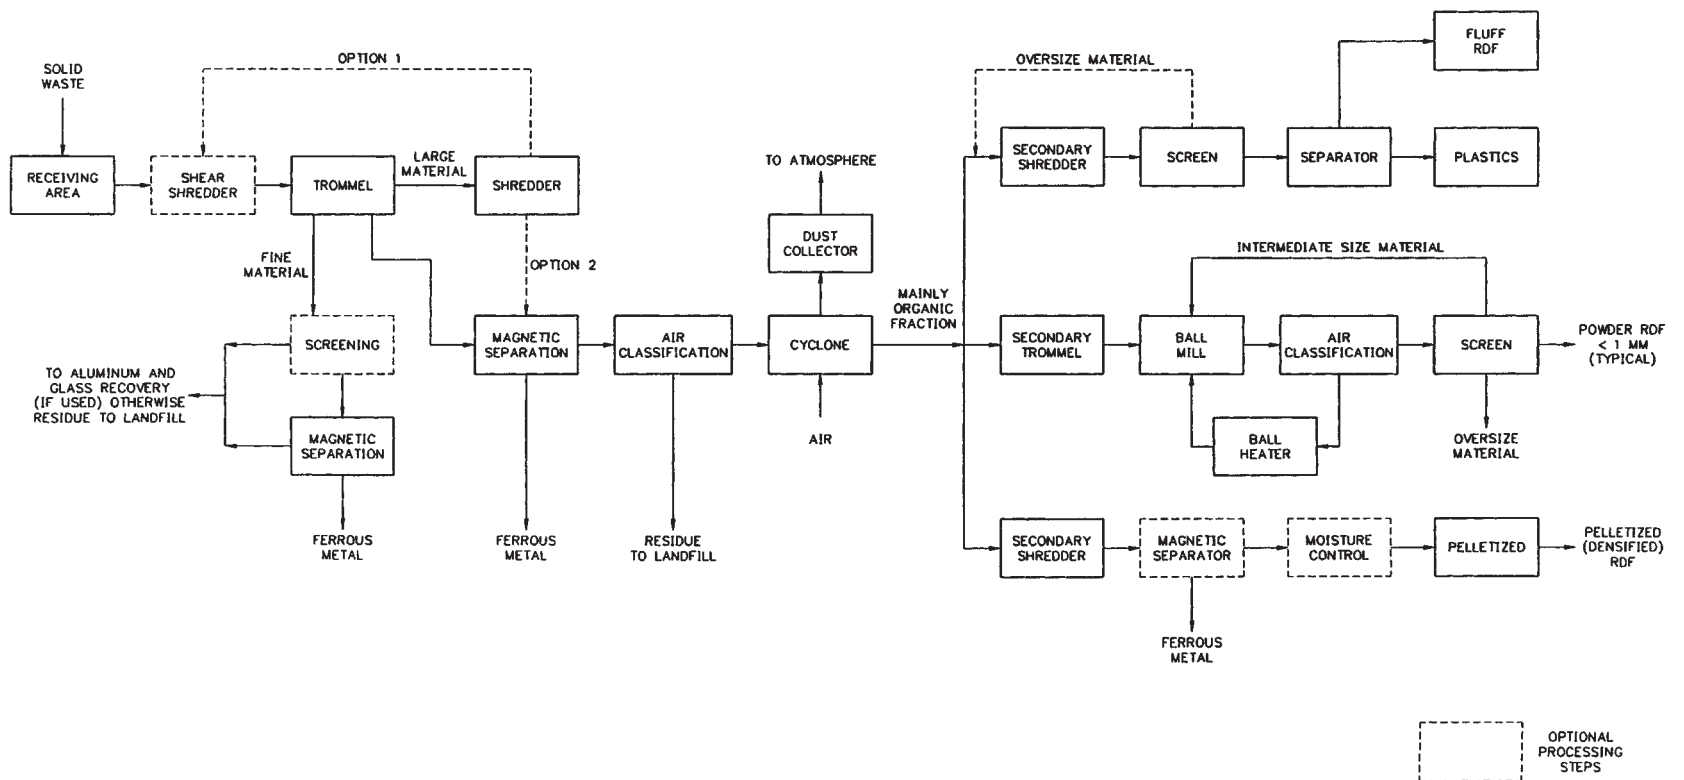 SOLID
WASTE
OPTION 1
RECEIVING
AREA
SHEAR
SHREDDER
TROMMEL
LARGE
MATERIAL
SHREDDER
FINE
MATERIAL
OPTION 2
SCREENING
TO ALUMINUM AND
GLASS RECOVERY
(IF USED) OTHERWISE
RESIDUE TO LANDFILL
MAGNETIC
SEPARATION
FERROUS
METAL
MAGNETIC
SEPARATION
FERROUS
METAL
AIR
CLASSIFICATION
RESIDUE
TO LANDFILL
TO ATMOSPHERE
DUST
COLLECTOR
CYCLONE
AIR
MAINLY
ORGANIC
FRACTION
OVERSIZE MATERIAL
SECONDARY
SHREDDER
SCREEN
SEPARATOR
FLUFF
RDF
PLASTICS
INTERMEDIATE SIZE MATERIAL
SECONDARY
TROMMEL
BALL
MILL
AIR
CLASSIFICATION
SCREEN
POWDER RDF
< 1 MM
(TYPICAL)
BALL
HEATER
OVERSIZE
MATERIAL
SECONDARY
SHREDDER
MAGNETIC
SEPARATOR
MOISTURE
CONTROL
PELLETIZED
PELLETIZED
(DENSIFIED)
RDF
FERROUS
METAL
OPTIONAL
PROCESSING
STEPS